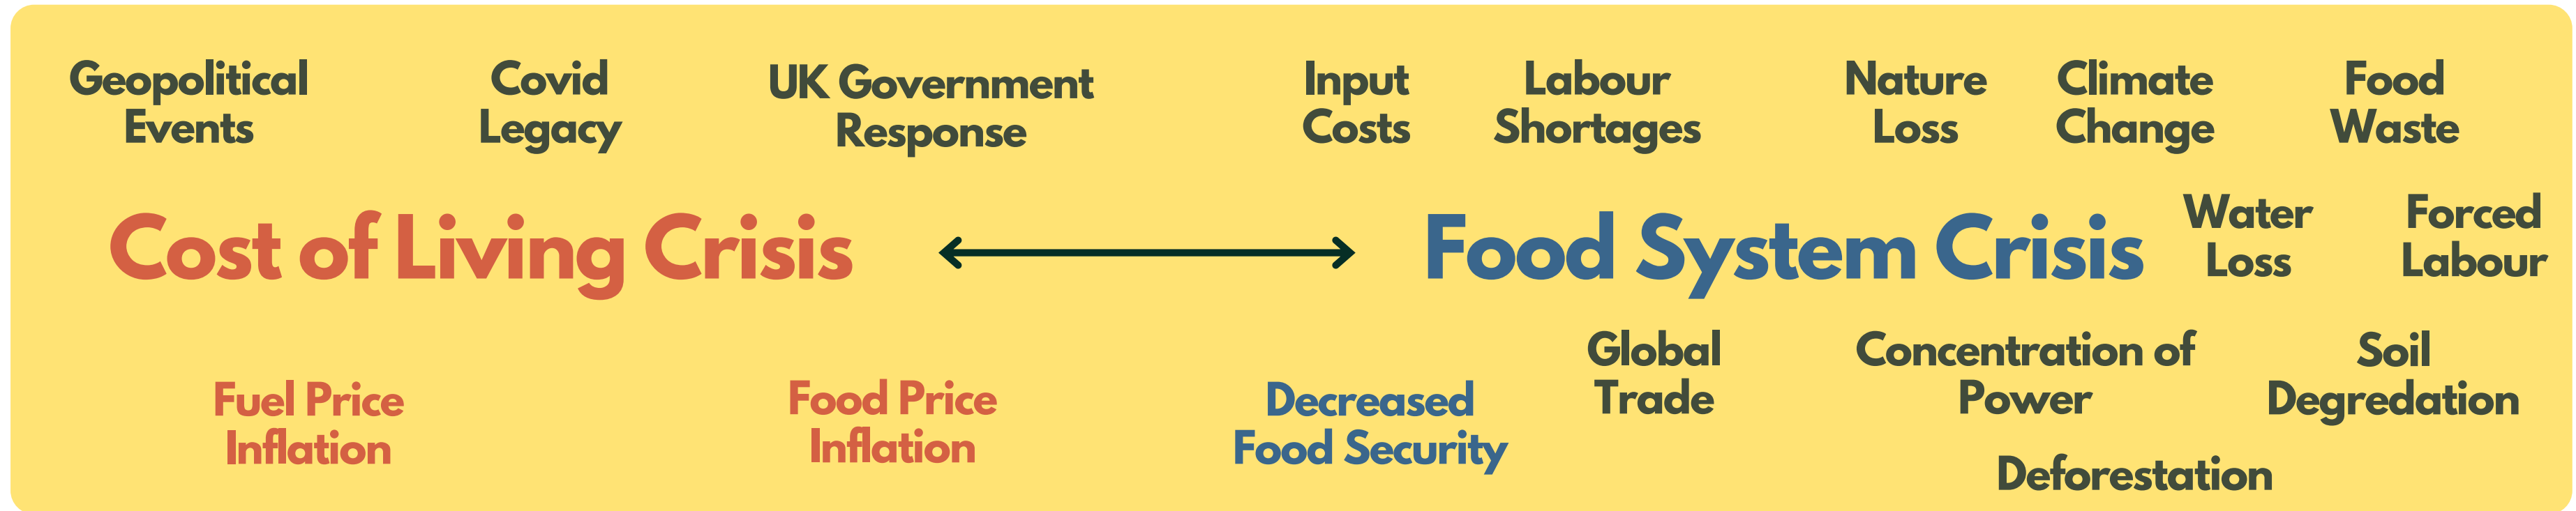 Geopolitical
Events
Covid
Legacy
UK Government
Response
Input
Costs
Labour
Shortages
Nature
Loss
Climate
Change
Food
Waste
Cost of Living Crisis
Food System Crisis
Water
Loss
Forced
Labour
Fuel Price
Inflation
Food Price
Inflation
Decreased
Food Security
Global
Trade
Concentration of
Power
Soil
Degredation
Deforestation